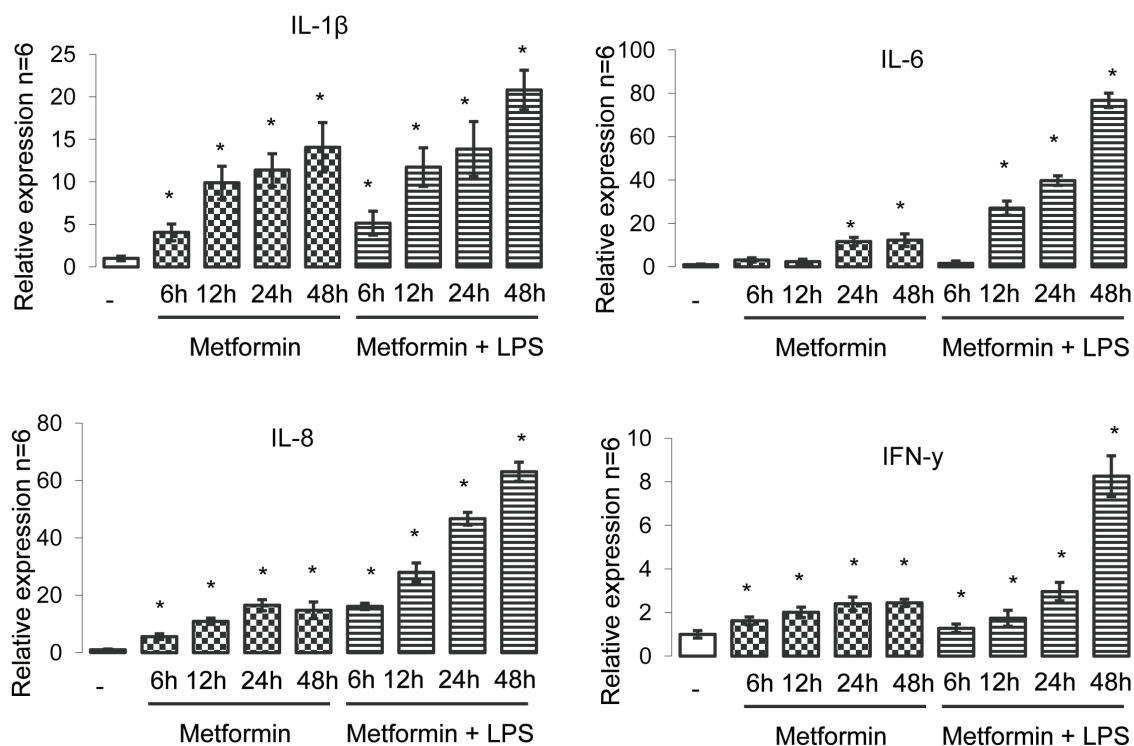 IL-1β
Relative expression n=6
25
20
15
10
5
0
* * * * * * * *
- 6h 12h 24h 48h 6h 12h 24h 48h
Metformin Metformin + LPS
IL-6
Relative expression n=6
100
80
60
40
20
0
* * * * *
- 6h 12h 24h 48h 6h 12h 24h 48h
Metformin Metformin + LPS
IL-8
Relative expression n=6
80
60
40
20
0
* * * * * * * *
- 6h 12h 24h 48h 6h 12h 24h 48h
Metformin Metformin + LPS
IFN-y
Relative expression n=6
10
8
6
4
2
0
* * * * * * * *
- 6h 12h 24h 48h 6h 12h 24h 48h
Metformin Metformin + LPS